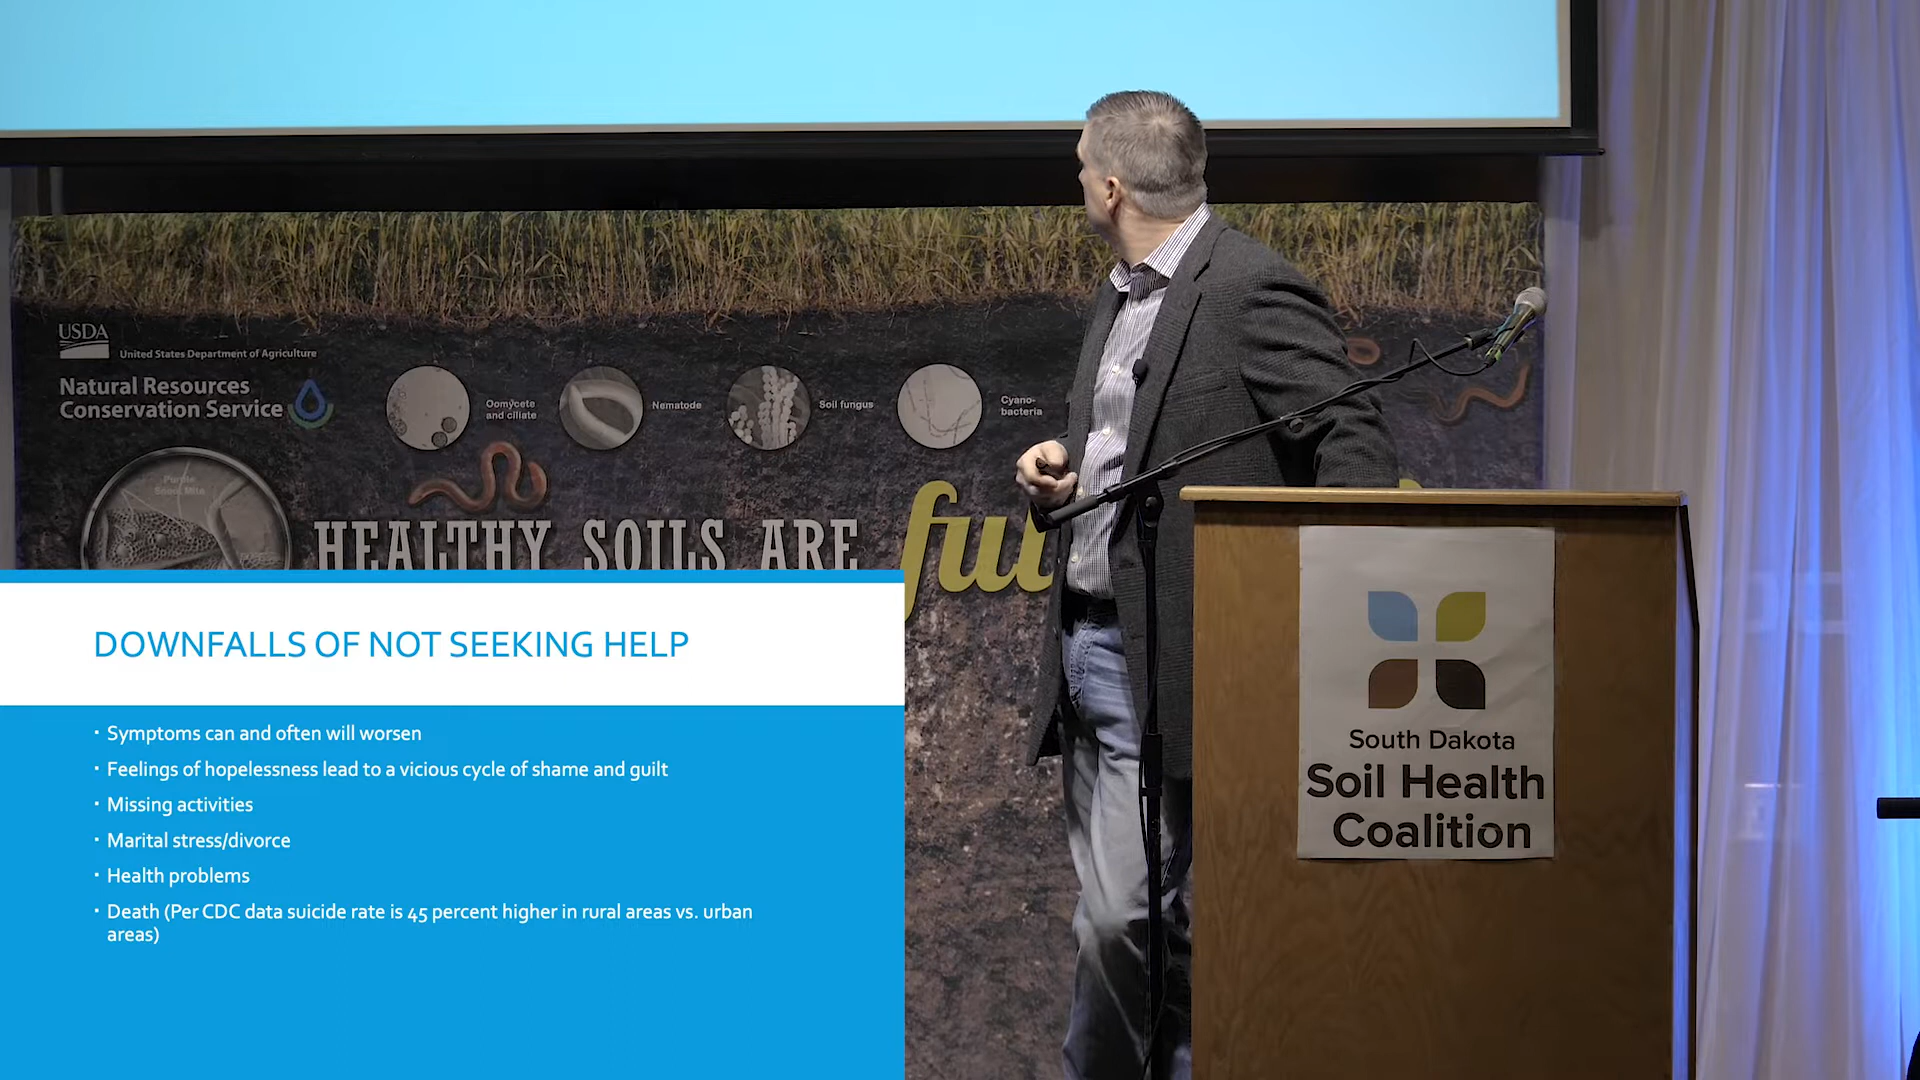 USDA
United States Department of Agriculture
Natural Resources
Conservation Service
Oomycete
and ciliate
Nematode
Soil fungus
Cyano-
bacteria
Purple
Snout Mite
HEALTHY SOILS ARE
DOWNFALLS OF NOT SEEKING HELP
• Symptoms can and often will worsen
• Feelings of hopelessness lead to a vicious cycle of shame and guilt
• Missing activities
• Marital stress/divorce
• Health problems
• Death (Per CDC data suicide rate is 45 percent higher in rural areas vs. urban
areas)
South Dakota
Soil Health
Coalition